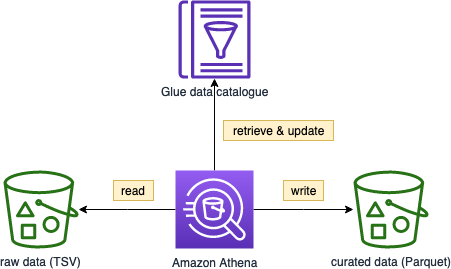 Glue data catalogue
retrieve & update
read
write
raw data (TSV)
Amazon Athena
curated data (Parquet)